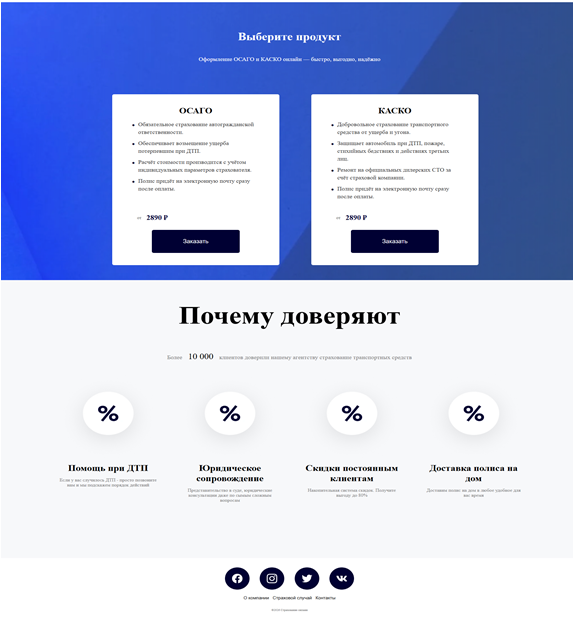 Выберите продукт
Оформление ОСАГО и КАСКО онлайн — быстро, выгодно, надёжно
ОСАГО
Обязательное страхование автогражданской
ответственности.
Обеспечивает возмещение ущерба
потерпевшим при ДТП.
Расчёт стоимости производится с учётом
индивидуальных параметров страхователя.
Полис придёт на электронную почту сразу
после оплаты.
от 2890 ₽
Заказать
КАСКО
Добровольное страхование транспортного
средства от ущерба и угона.
Защищает автомобиль при ДТП, пожаре,
стихийных бедствиях и действиях третьих
лиц.
Ремонт на официальных дилерских СТО за
счёт страховой компании.
Полис придёт на электронную почту сразу
после оплаты.
от 2890 ₽
Заказать
Почему доверяют
Более 10 000 клиентов доверили нашему агентству страхование транспортных средств
%
%
%
%
Помощь при ДТП
Если у вас случилось ДТП - просто позвоните
нам и мы подскажем порядок действий
Юридическое
сопровождение
Представительство в суде, юридические
консультации даже по самым сложным
вопросам
Скидки постоянным
клиентам
Накопительная система скидок. Получите
выгоду до 50%
Доставка полиса на
дом
Доставим полис на дом в любое удобное для
вас время
О компании Страховой случай Контакты